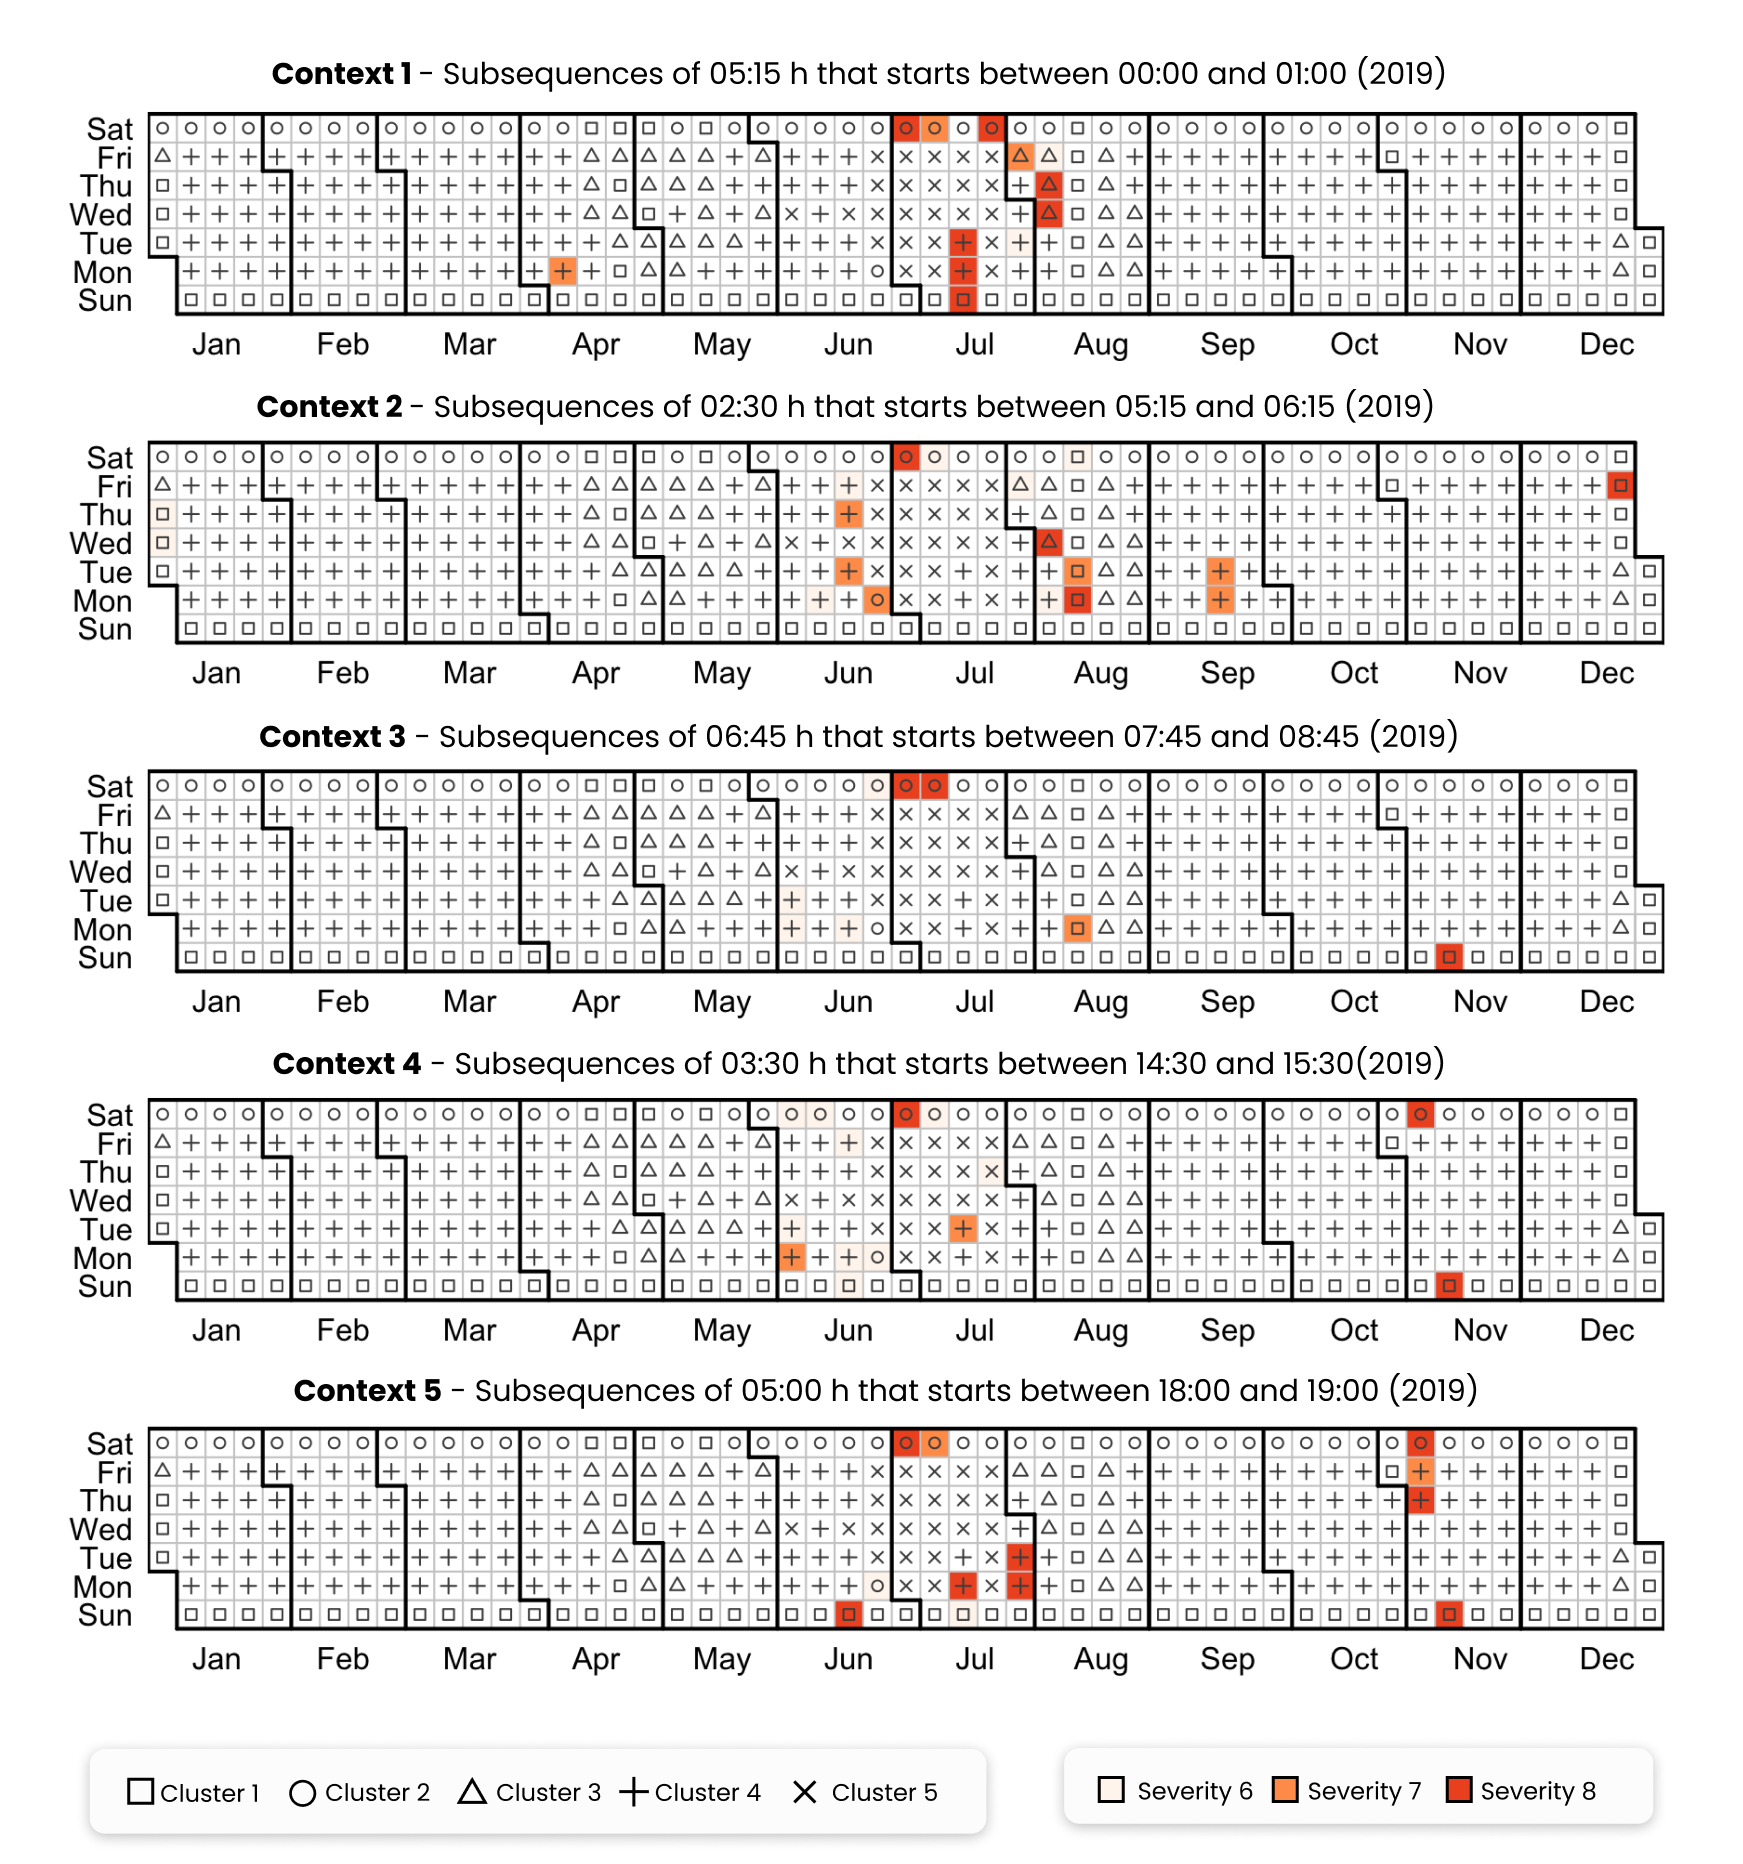 Context 1 - Subsequences of 05:15 h that starts between 00:00 and 01:00 (2019)
Sat
Fri
Thu
Wed
Tue
Mon
Sun
Jan Feb Mar Apr May Jun Jul Aug Sep Oct Nov Dec
Context 2 - Subsequences of 02:30 h that starts between 05:15 and 06:15 (2019)
Sat
Fri
Thu
Wed
Tue
Mon
Sun
Jan Feb Mar Apr May Jun Jul Aug Sep Oct Nov Dec
Context 3 - Subsequences of 06:45 h that starts between 07:45 and 08:45 (2019)
Sat
Fri
Thu
Wed
Tue
Mon
Sun
Jan Feb Mar Apr May Jun Jul Aug Sep Oct Nov Dec
Context 4 - Subsequences of 03:30 h that starts between 14:30 and 15:30(2019)
Sat
Fri
Thu
Wed
Tue
Mon
Sun
Jan Feb Mar Apr May Jun Jul Aug Sep Oct Nov Dec
Context 5 - Subsequences of 05:00 h that starts between 18:00 and 19:00 (2019)
Sat
Fri
Thu
Wed
Tue
Mon
Sun
Jan Feb Mar Apr May Jun Jul Aug Sep Oct Nov Dec
Cluster 1 Cluster 2 Cluster 3 Cluster 4 Cluster 5
Severity 6 Severity 7 Severity 8